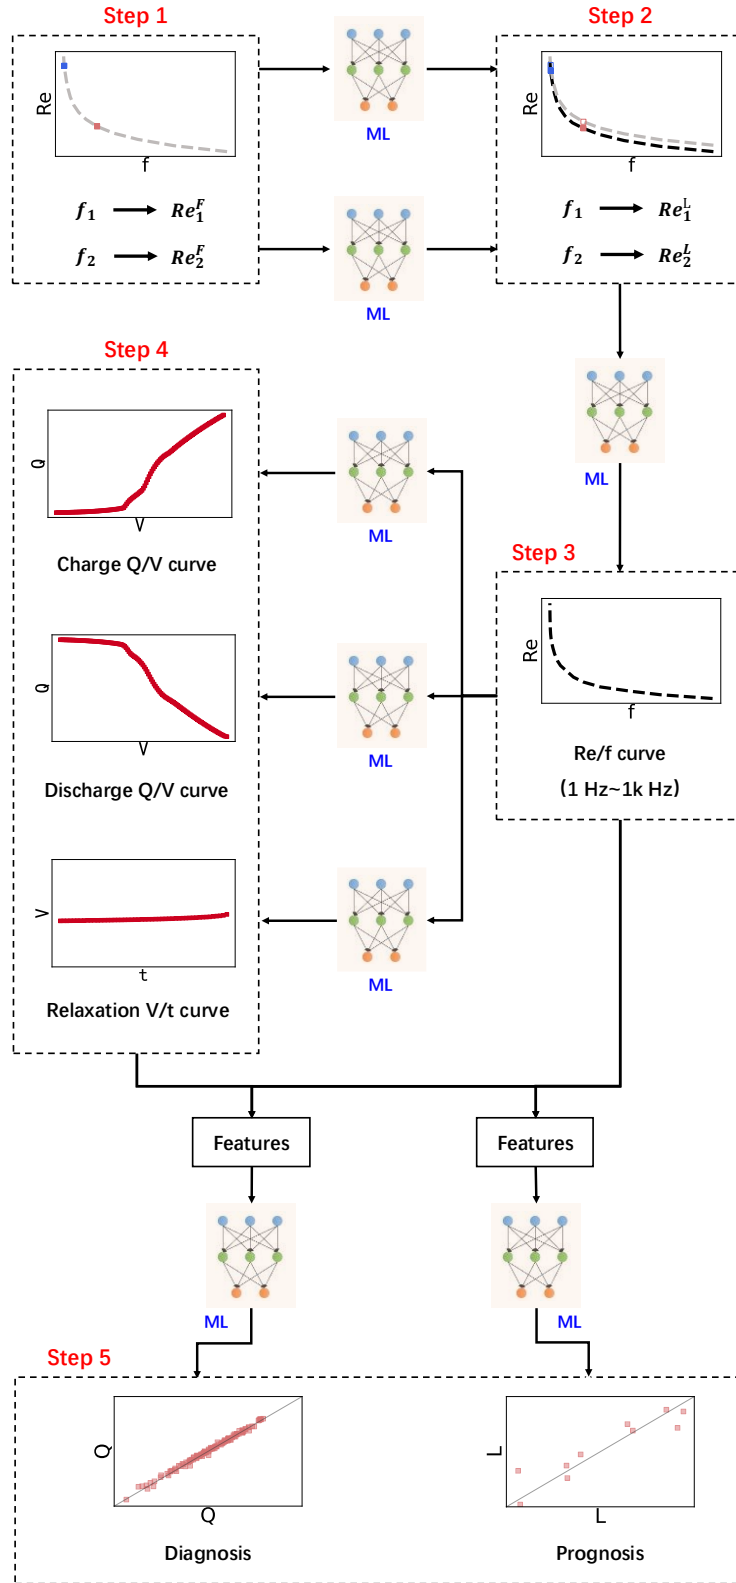 Step 1
Step 2
Re
f
ML
Re
f
f₁ Re₁ᶠ
f₂ Re₂ᶠ
ML
f₁ Re₁ᴸ
f₂ Re₂ᴸ
Step 4
Q
V
Charge Q/V curve
ML
ML
Step 3
Q
V
Discharge Q/V curve
ML
Re
f
Re/f curve
(1 Hz~1k Hz)
V
t
Relaxation V/t curve
ML
Features
Features
ML
ML
Step 5
Q
Q
Diagnosis
L
L
Prognosis